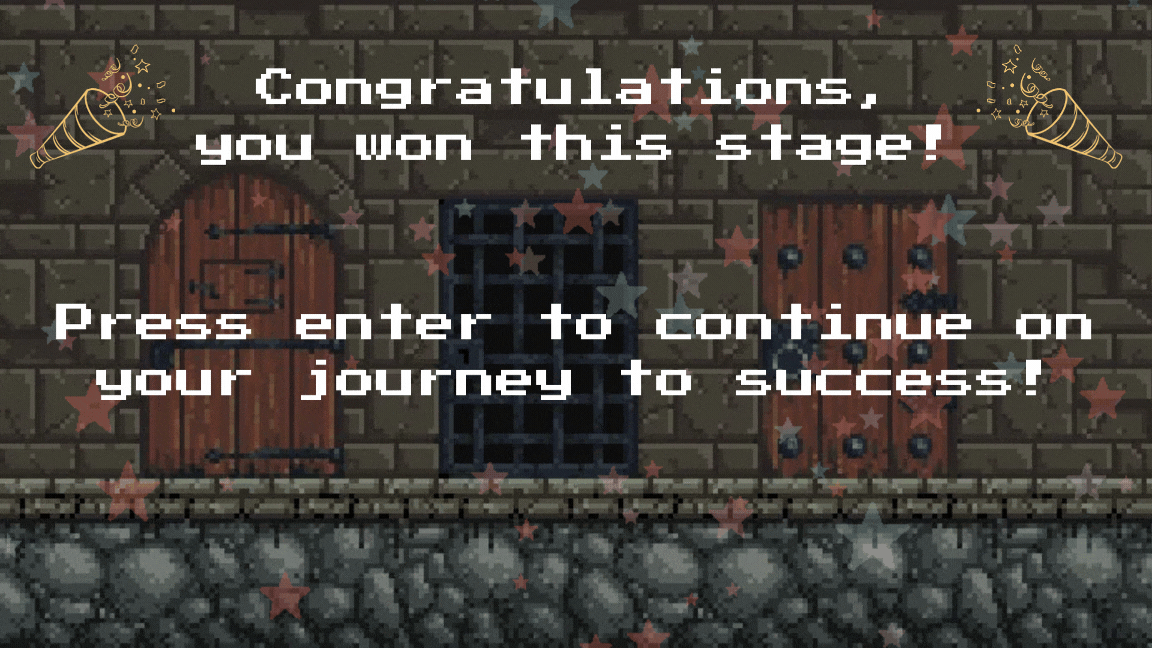 Congratulations,
you won this stage!
Press enter to continue on
your journey to success!